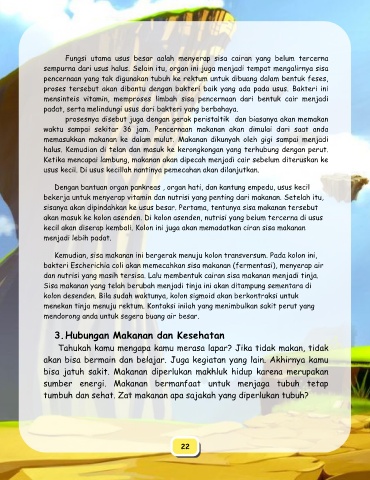 Fungsi utama usus besar aalah menyerap sisa cairan yang belum tercerna
sempurna dari usus halus. Selain itu, organ ini juga menjadi tempat mengalirnya sisa
pencernaan yang tak digunakan tubuh ke rektum untuk dibuang dalam bentuk feses,
proses tersebut akan dibantu dengan bakteri baik yang ada pada usus. Bakteri ini
mensinteis vitamin, memproses limbah sisa pencernaan dari bentuk cair menjadi
padat, serta melindungi usus dari bakteri yang berbahaya.
prosesnya disebut juga dengan gerak peristaltik dan biasanya akan memakan
waktu sampai sekitar 36 jam. Pencernaan makanan akan dimulai dari saat anda
memasukkan makanan ke dalam mulut. Makanan dikunyah oleh gigi sampai menjadi
halus. Kemudian di telan dan masuk ke kerongkongan yang terhubung dengan perut.
Ketika mencapai lambung, makanan akan dipecah menjadi cair sebelum diteruskan ke
usus kecil. Di usus kecillah nantinya pemecahan akan dilanjutkan.
Dengan bantuan organ pankreas , organ hati, dan kantung empedu, usus kecil
bekerja untuk menyerap vitamin dan nutrisi yang penting dari makanan. Setelah itu,
sisanya akan dipindahkan ke usus besar. Pertama, tentunya sisa makanan tersebut
akan masuk ke kolon asenden. Di kolon asenden, nutrisi yang belum tercerna di usus
kecil akan diserap kembali. Kolon ini juga akan memadatkan ciran sisa makanan
menjadi lebih padat.
Kemudian, sisa makanan ini bergerak menuju kolon transversum. Pada kolon ini,
bakteri Escherichia coli akan memecahkan sisa makanan (fermentasi), menyerap air
dan nutrisi yang masih tersisa. Lalu membentuk cairan sisa makanan menjadi tinja.
Sisa makanan yang telah berubah menjadi tinja ini akan ditampung sementara di
kolon desenden. Bila sudah waktunya, kolon sigmoid akan berkontraksi untuk
menekan tinja menuju rektum. Kontaksi inilah yang menimbulkan sakit perut yang
mendorong anda untuk segera buang air besar.
3. Hubungan Makanan dan Kesehatan
Tahukah kamu mengapa kamu merasa lapar? Jika tidak makan, tidak
akan bisa bermain dan belajar. Juga kegiatan yang lain. Akhirnya kamu
bisa jatuh sakit. Makanan diperlukan makhluk hidup karena merupakan
sumber energi. Makanan bermanfaat untuk menjaga tubuh tetap
tumbuh dan sehat. Zat makanan apa sajakah yang diperlukan tubuh?
22